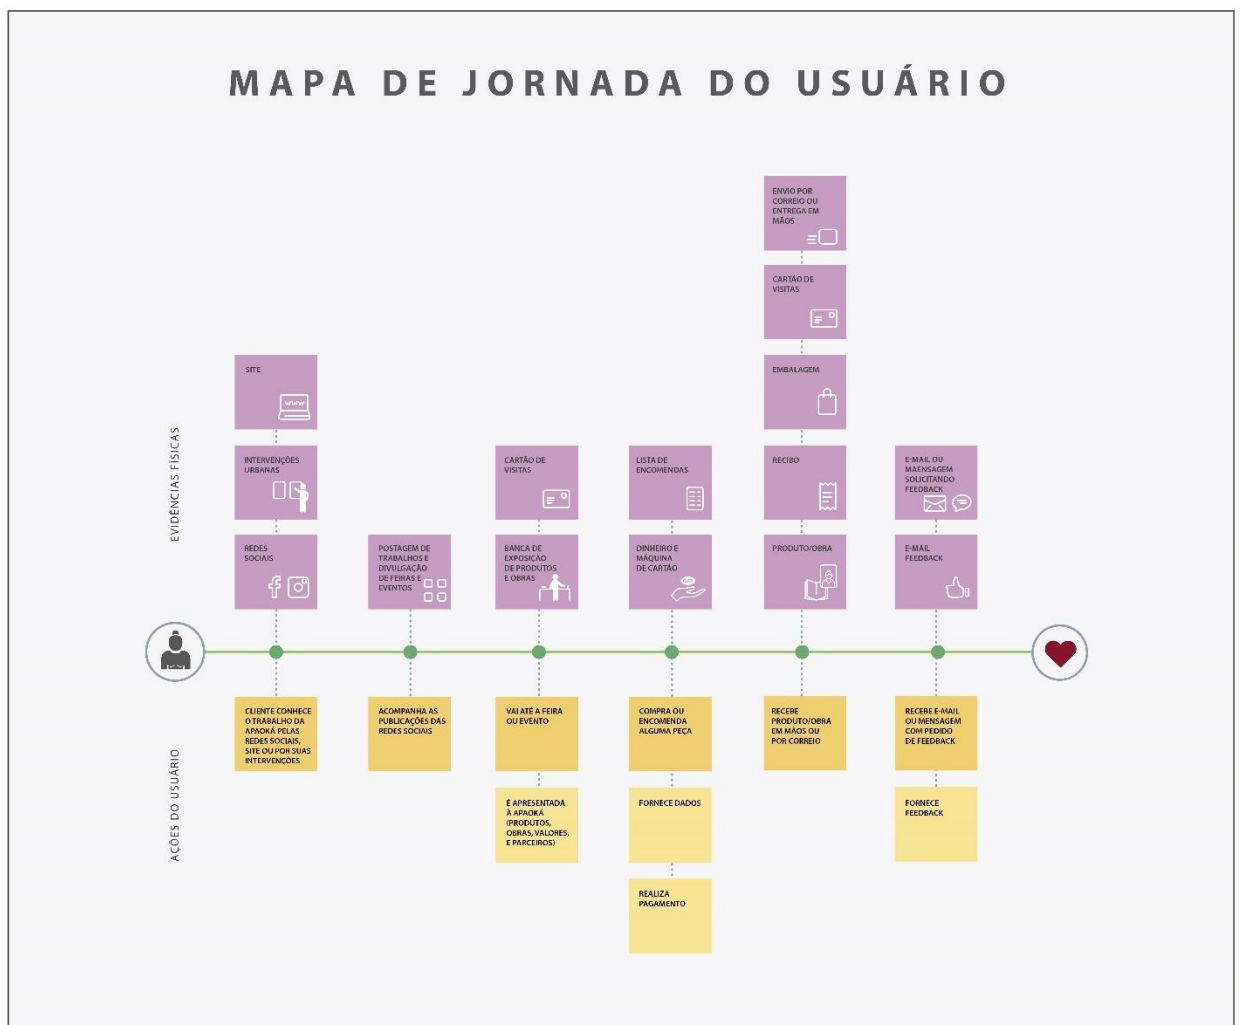 MAPA DE JORNADA DO USUÁRIO
EVIDÊNCIAS FÍSICAS
SITE
WWW
INTERVENÇÕES
URBANAS
REDES
SOCIAIS
POSTAGEM DE
TRABALHOS E
DIVULGAÇÃO
DE FEIRAS E
EVENTOS
CARTÃO DE
VISITAS
BANCA DE
EXPOSIÇÃO
DE PRODUTOS
E OBRAS
LISTA DE
ENCOMENDAS
DINHEIRO E
MÁQUINA
DE CARTÃO
ENVIO POR
CORREIO OU
ENTREGA EM
MÃOS
CARTÃO DE
VISITAS
EMBALAGEM
RECIBO
PRODUTO/OBRA
E-MAIL OU
MAENSAGEM
SOLICITANDO
FEEDBACK
E-MAIL
FEEDBACK
AÇÕES DO USUÁRIO
CLIENTE CONHECE
O TRABALHO DA
APAOKÁ PELAS
REDES SOCIAIS,
SITE OU POR SUAS
INTERVENÇÕES
ACOMPANHA AS
PUBLICAÇÕES DAS
REDES SOCIAIS
VAI ATÉ A FEIRA
OU EVENTO
É APRESENTADA
À APAOKÁ
(PRODUTOS,
OBRAS, VALORES,
E PARCEIROS)
COMPRA OU
ENCOMENDA
ALGUMA PEÇA
FORNECE DADOS
REALIZA
PAGAMENTO
RECEBE
PRODUTO/OBRA
EM MÃOS OU
POR CORREIO
RECEBE E-MAIL
OU MENSAGEM
COM PEDIDO
DE FEEDBACK
FORNECE
FEEDBACK